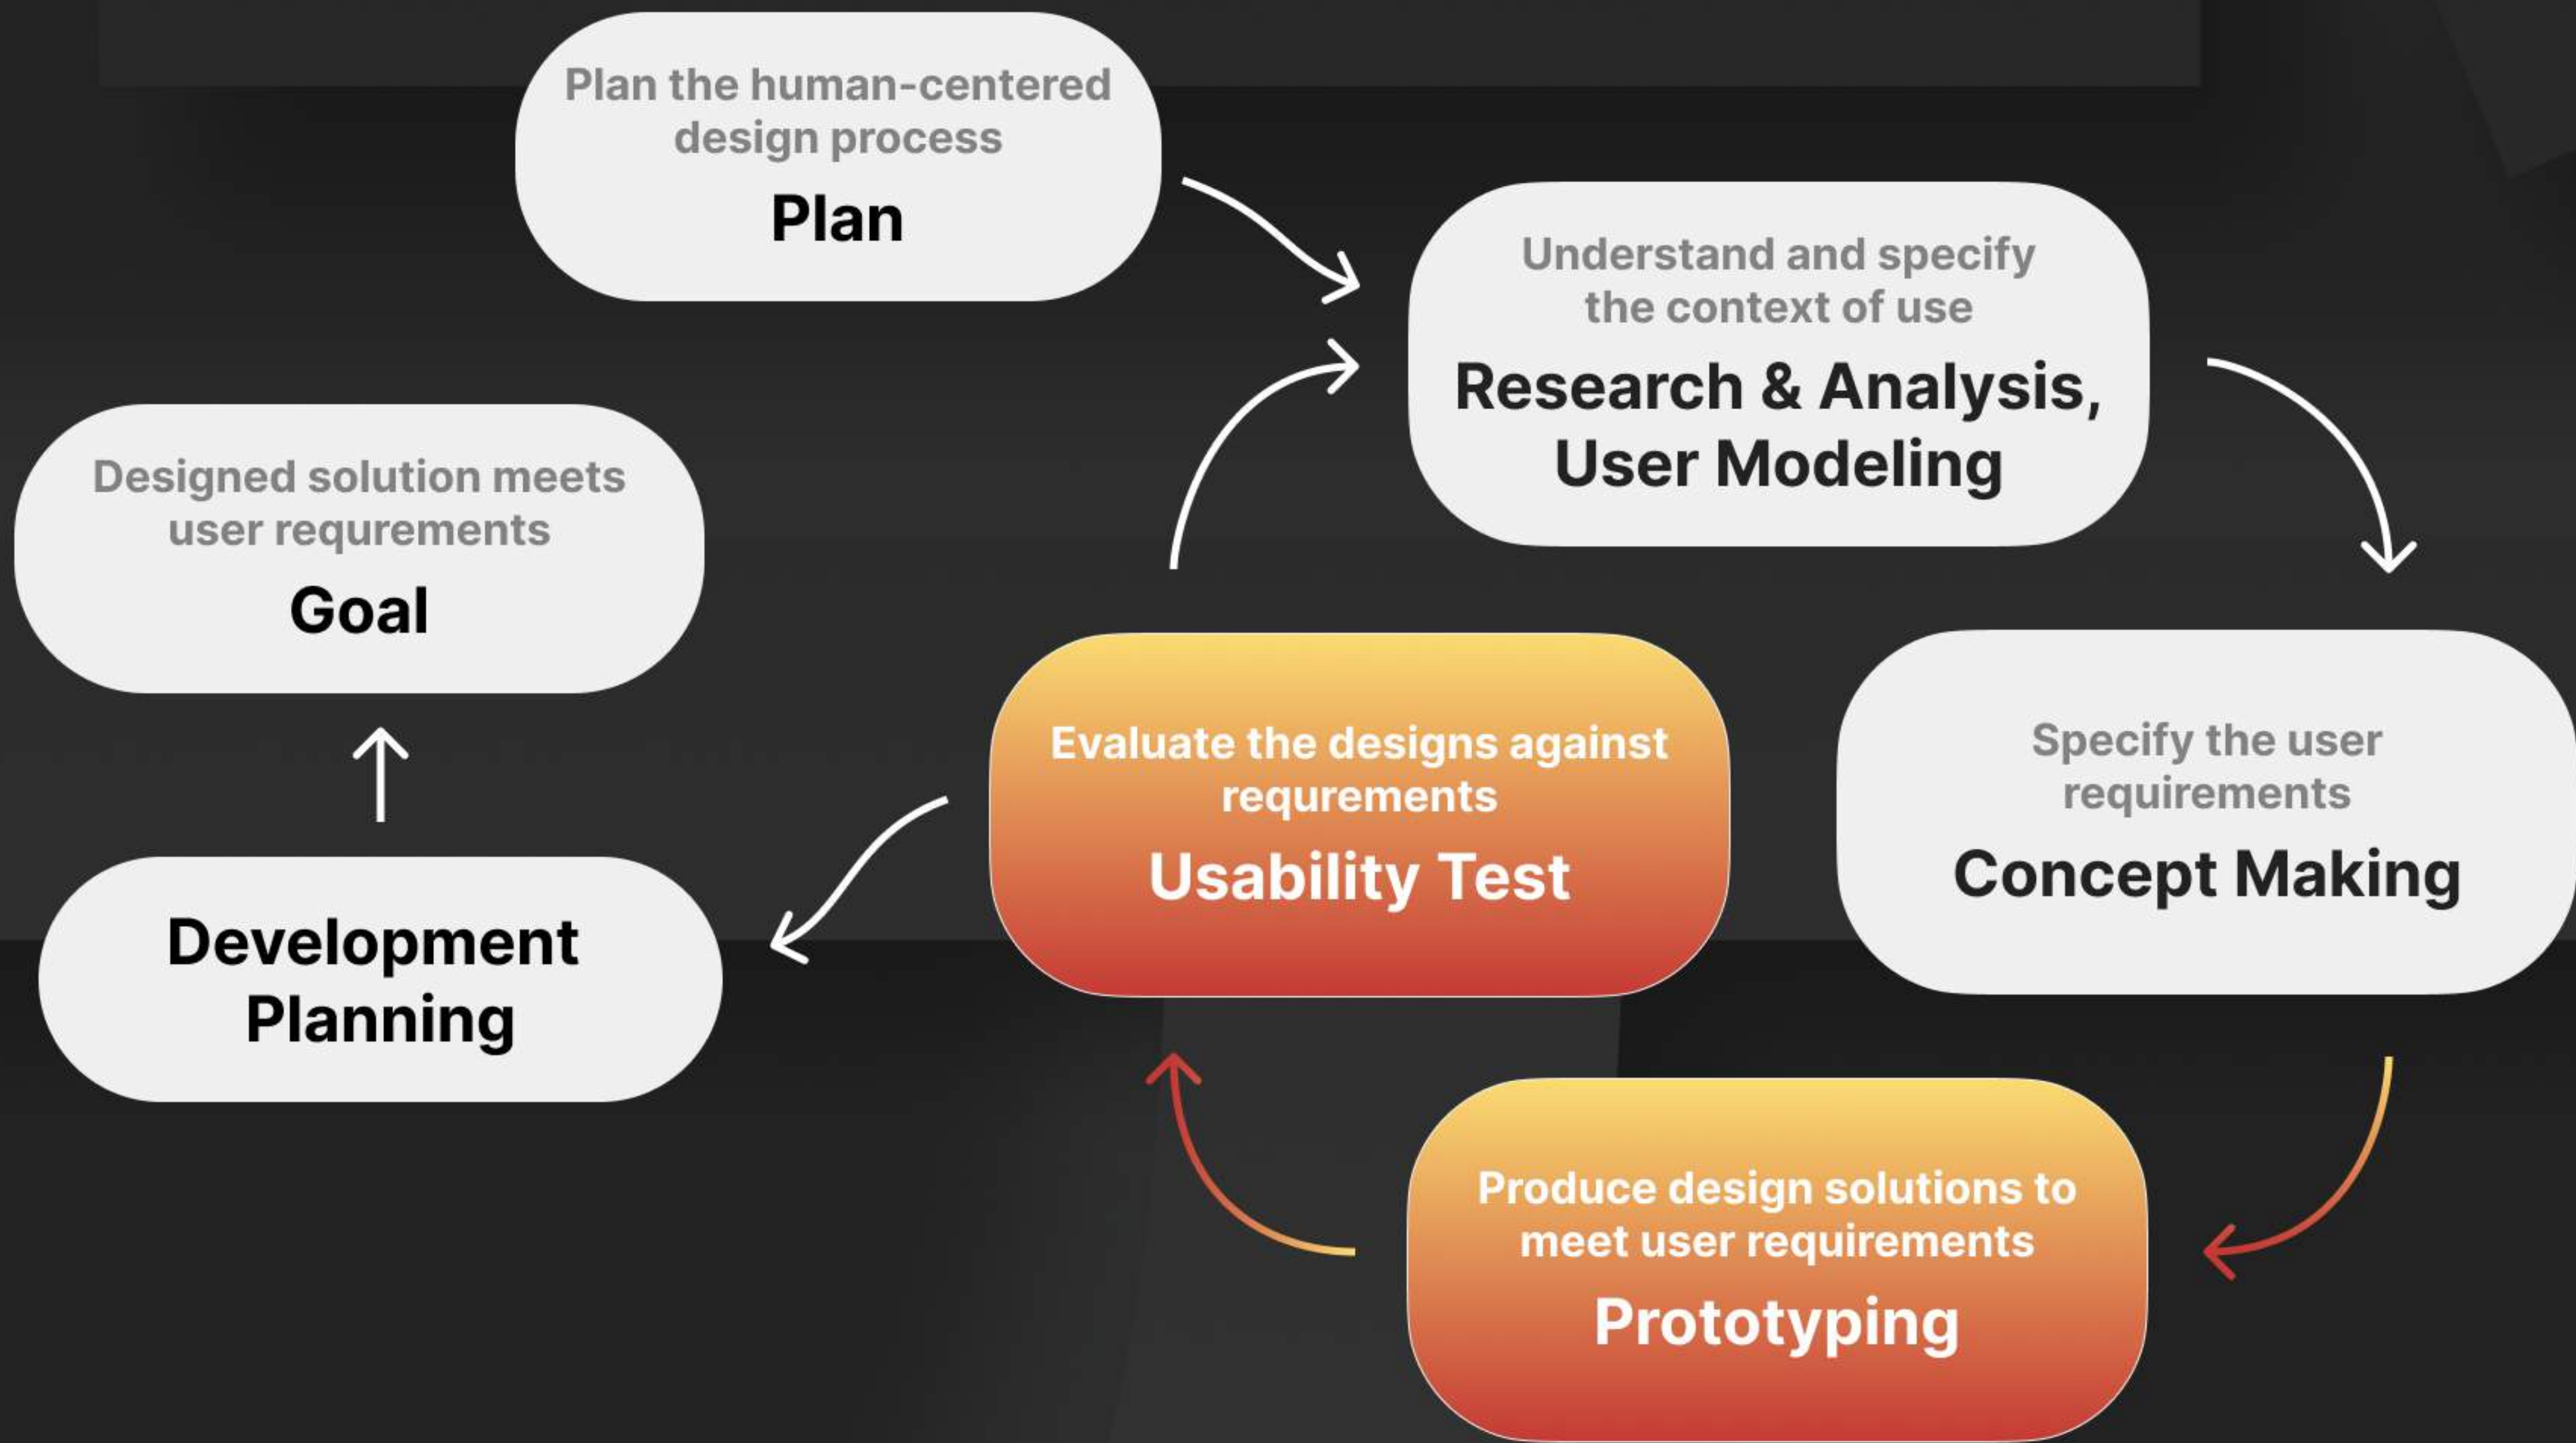 Plan the human-centered
design process
Plan
Understand and specify
the context of use
Research & Analysis,
User Modeling
Designed solution meets
user requrements
Goal
Evaluate the designs against
requrements
Usability Test
Specify the user
requirements
Concept Making
Development
Planning
Produce design solutions to
meet user requirements
Prototyping